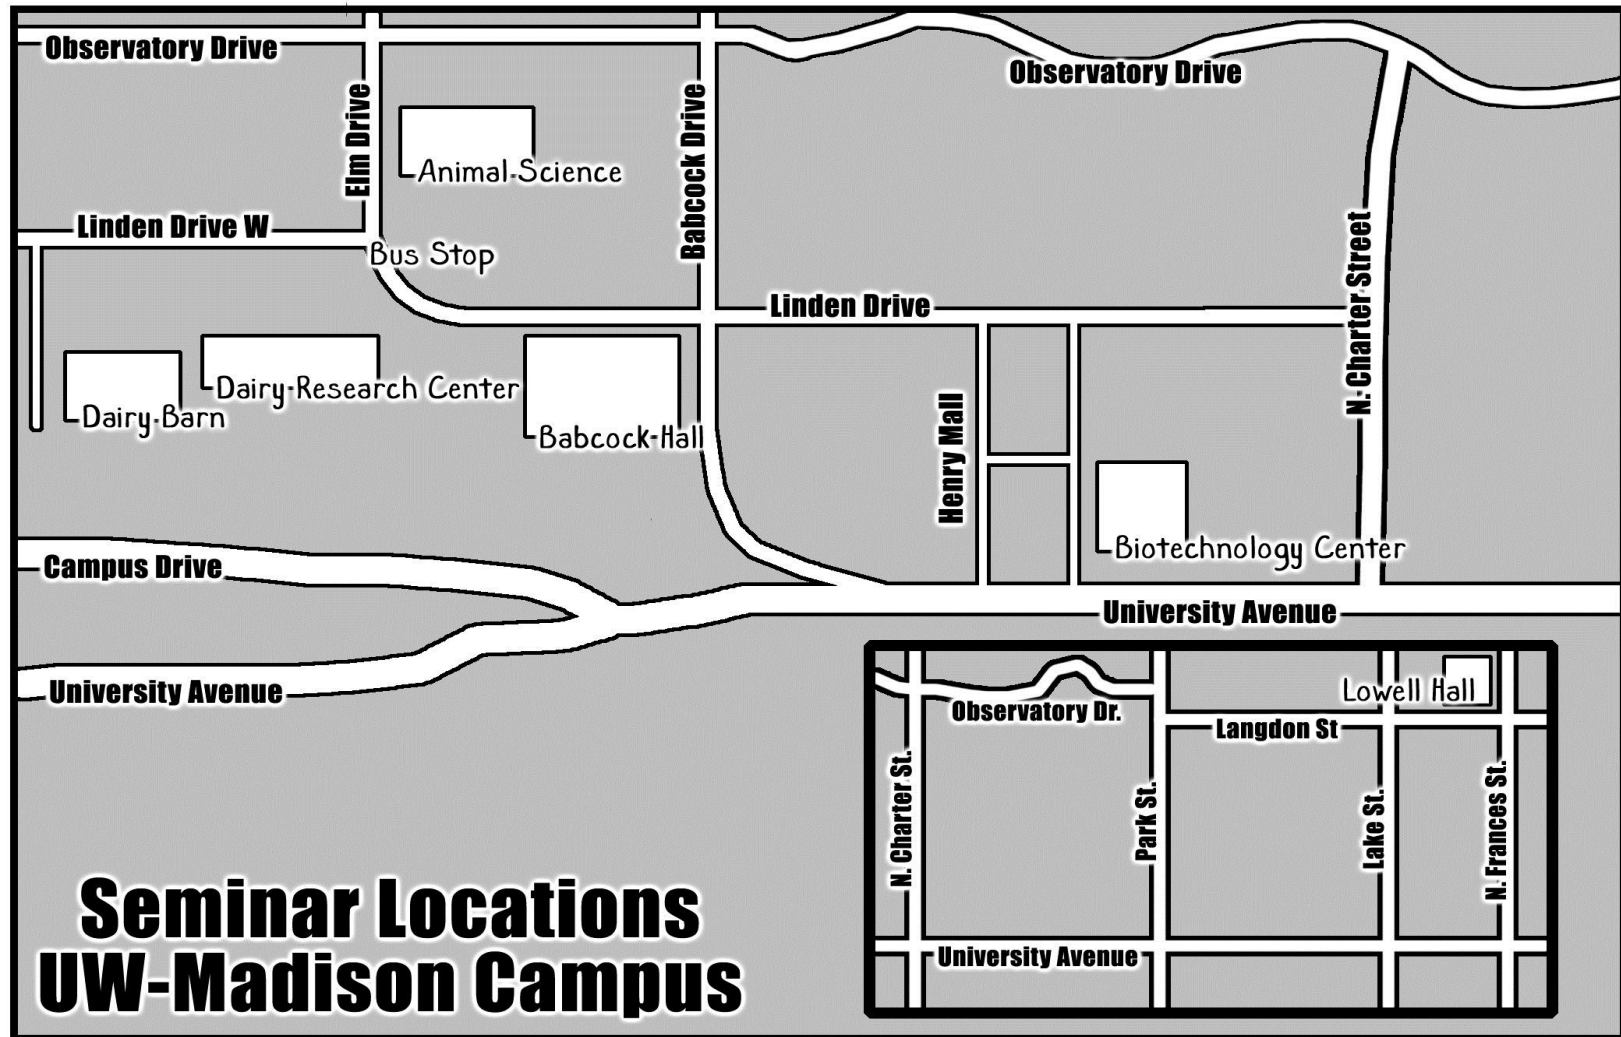 Observatory Drive
Observatory Drive
Elm Drive
Babcock Drive
Animal Science
Linden Drive W
Bus Stop
N. Charter Street
Linden Drive
Dairy Research Center
Dairy Barn
Babcock Hall
Henry Mall
Biotechnology Center
Campus Drive
University Avenue
University Avenue
Lowell Hall
Observatory Dr.
Langdon St
N. Charter St.
Park St.
Lake St.
N. Frances St.
University Avenue
Seminar Locations
UW-Madison Campus